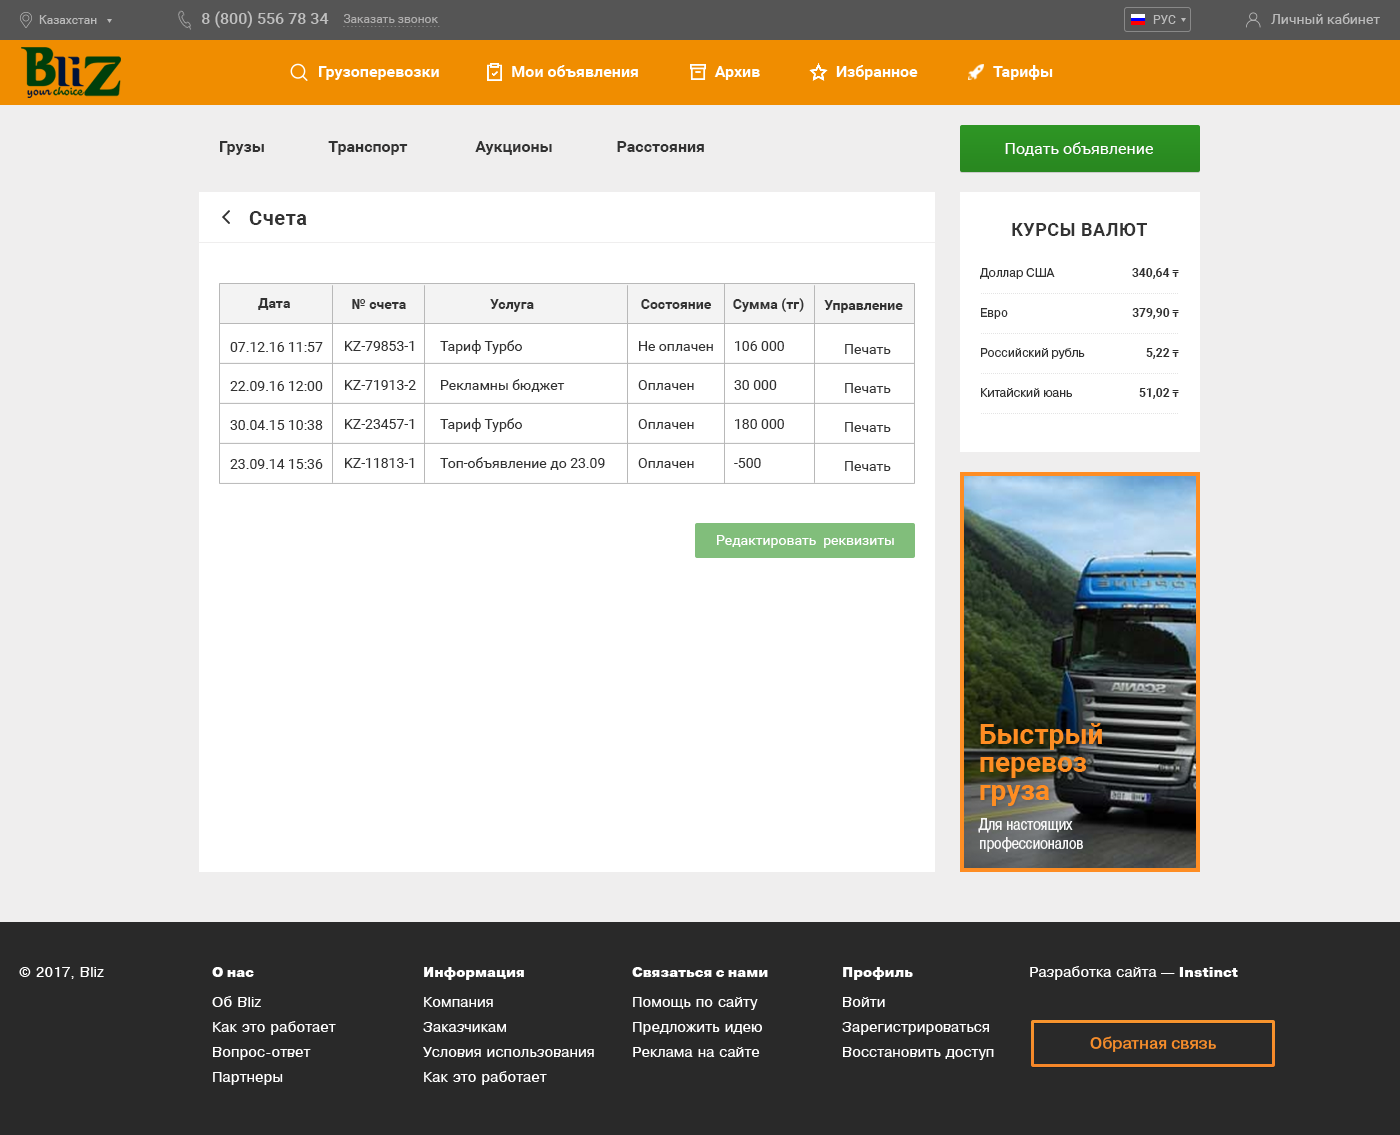 Казахстан
8 (800) 556 78 34
Заказать звонок
РУС
Личный кабинет
BliZ
your choice
Грузоперевозки
Мои объявления
Архив
Избранное
Тарифы
Грузы
Транспорт
Аукционы
Расстояния
Подать объявление
Счета
Дата № счета Услуга Состояние Сумма (тг) Управление
07.12.16 11:57 KZ-79853-1 Тариф Турбо Не оплачен 106 000 Печать
22.09.16 12:00 KZ-71913-2 Рекламны бюджет Оплачен 30 000 Печать
30.04.15 10:38 KZ-23457-1 Тариф Турбо Оплачен 180 000 Печать
23.09.14 15:36 KZ-11813-1 Топ-объявление до 23.09 Оплачен -500 Печать
Редактировать реквизиты
КУРСЫ ВАЛЮТ
Доллар США 340,64 ₸
Евро 379,90 ₸
Российский рубль 5,22 ₸
Китайский юань 51,02 ₸
SCANIA
Быстрый
перевоз
груза
Для настоящих
профессионалов
© 2017, Bliz
О нас
Об Bliz
Как это работает
Вопрос-ответ
Партнеры
Информация
Компания
Заказчикам
Условия использования
Как это работает
Связаться с нами
Помощь по сайту
Предложить идею
Реклама на сайте
Профиль
Войти
Зарегистрироваться
Восстановить доступ
Разработка сайта — Instinct
Обратная связь